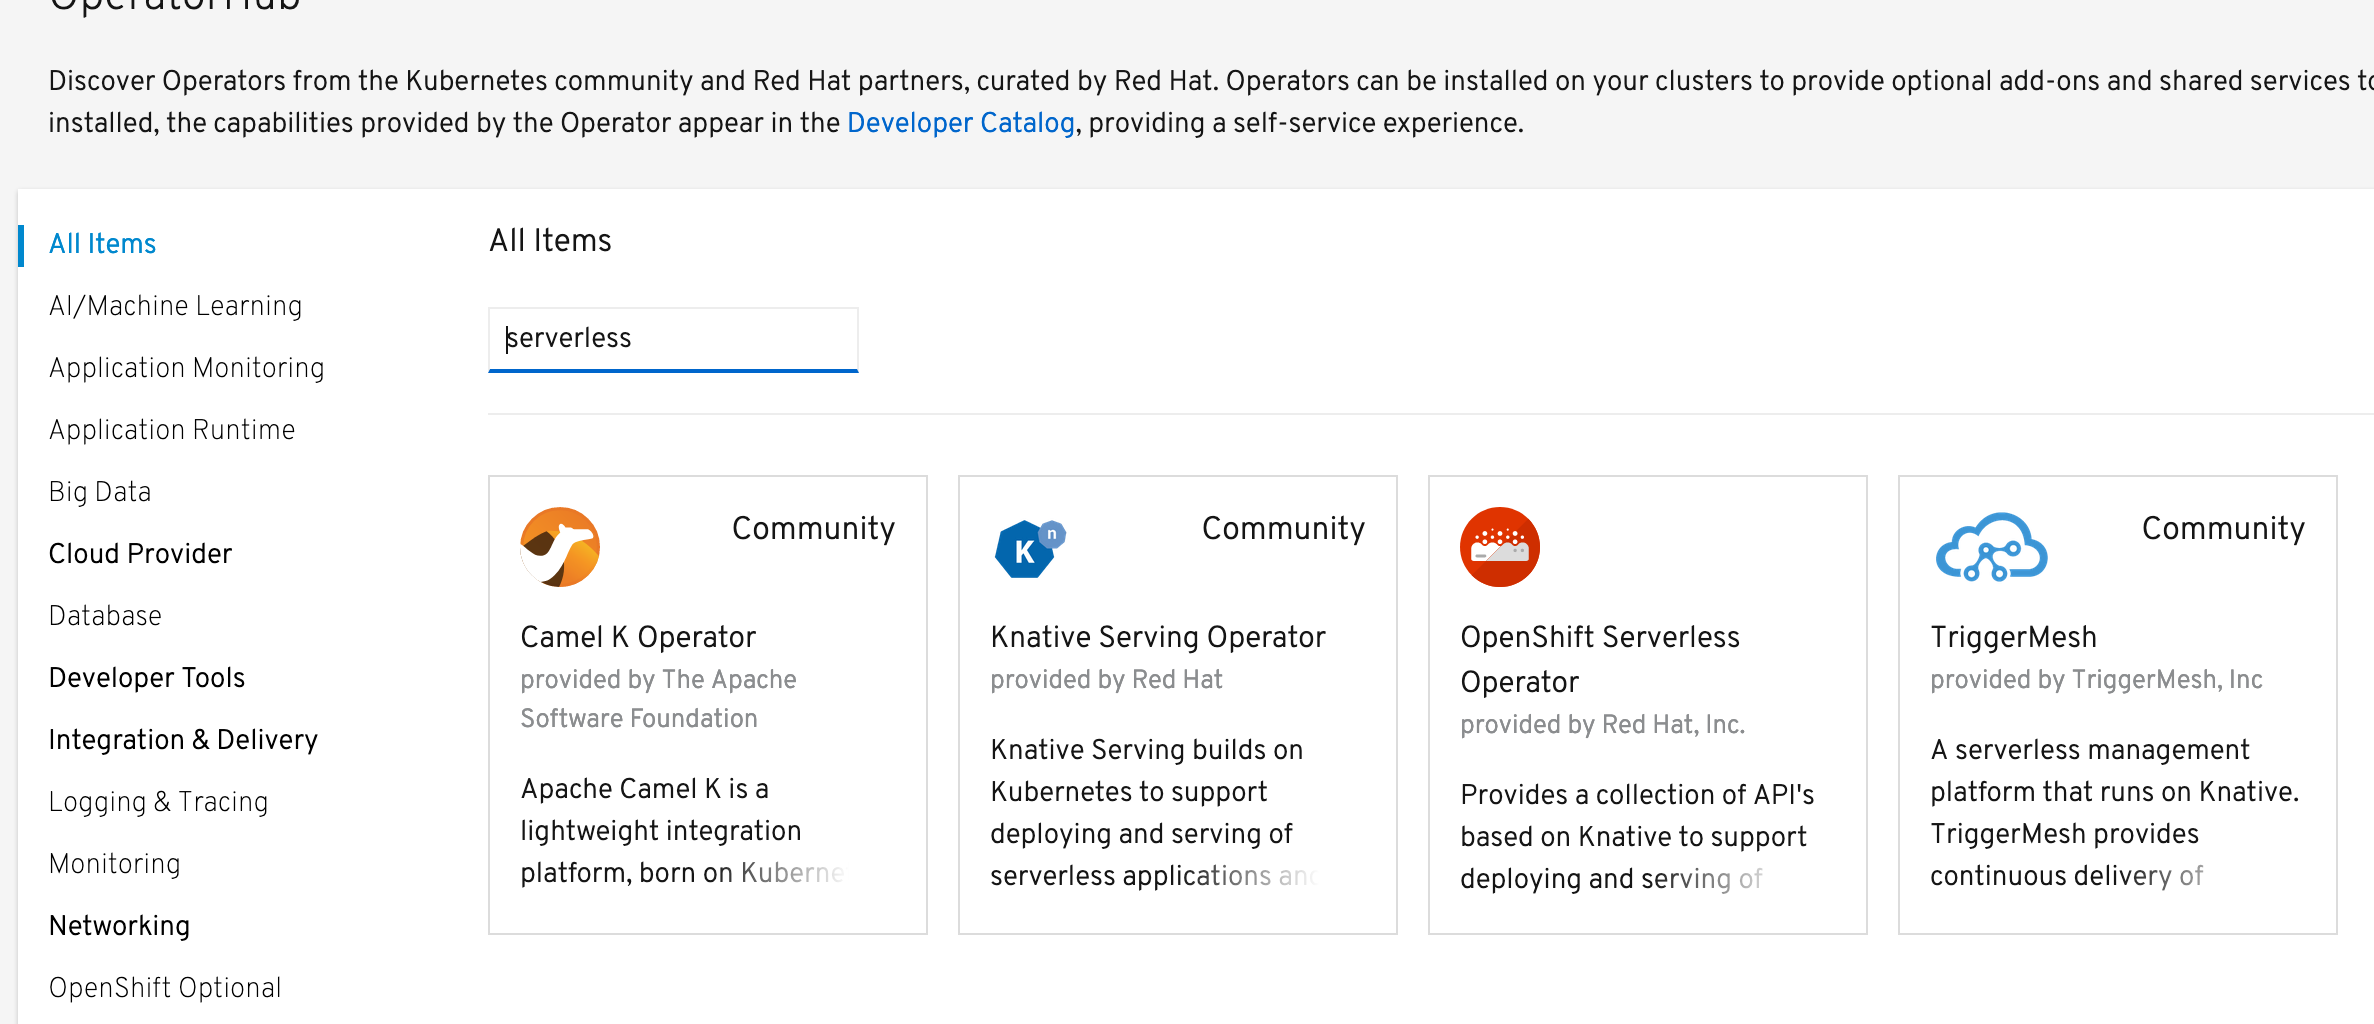 OperatorHub
Discover Operators from the Kubernetes community and Red Hat partners, curated by Red Hat. Operators can be installed on your clusters to provide optional add-ons and shared services to
installed, the capabilities provided by the Operator appear in the Developer Catalog, providing a self-service experience.
All Items
AI/Machine Learning
Application Monitoring
Application Runtime
Big Data
Cloud Provider
Database
Developer Tools
Integration & Delivery
Logging & Tracing
Monitoring
Networking
OpenShift Optional
All Items
serverless
Community
Camel K Operator
provided by The Apache
Software Foundation
Apache Camel K is a
lightweight integration
platform, born on Kuberne
K n
Community
Knative Serving Operator
provided by Red Hat
Knative Serving builds on
Kubernetes to support
deploying and serving of
serverless applications and
OpenShift Serverless
Operator
provided by Red Hat, Inc.
Provides a collection of API's
based on Knative to support
deploying and serving of
Community
TriggerMesh
provided by TriggerMesh, Inc
A serverless management
platform that runs on Knative.
TriggerMesh provides
continuous delivery of